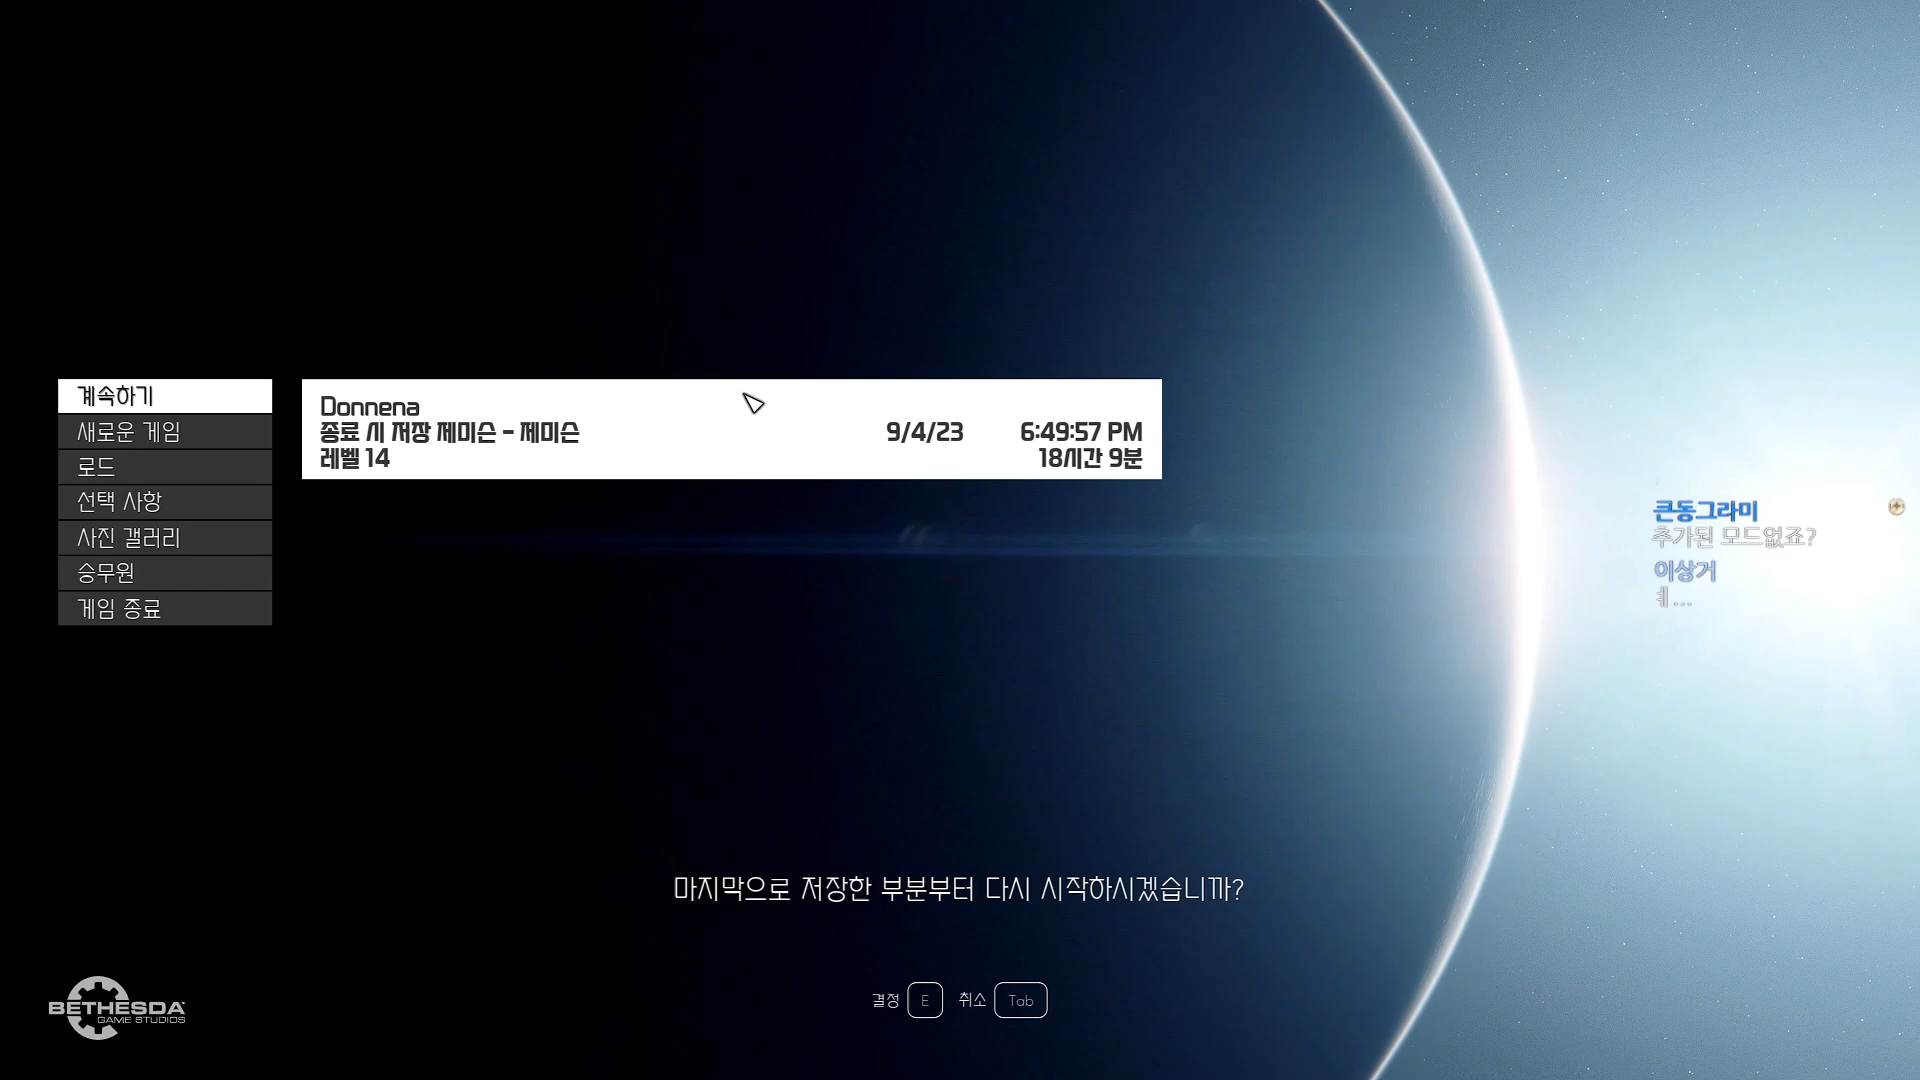 계속하기
새로운 게임
로드
선택 사항
사진 갤러리
승무원
게임 종료
Donnena
종료 시 저장 제미슨 - 제미슨 9/4/23 6:49:57 PM
레벨 14 18시간 9분
큰동그라미
추가된 모드없죠?
이상거
ㅔ...
마지막으로 저장한 부분부터 다시 시작하시겠습니까?
결정 E 취소 Tab
BETHESDA
GAME STUDIOS